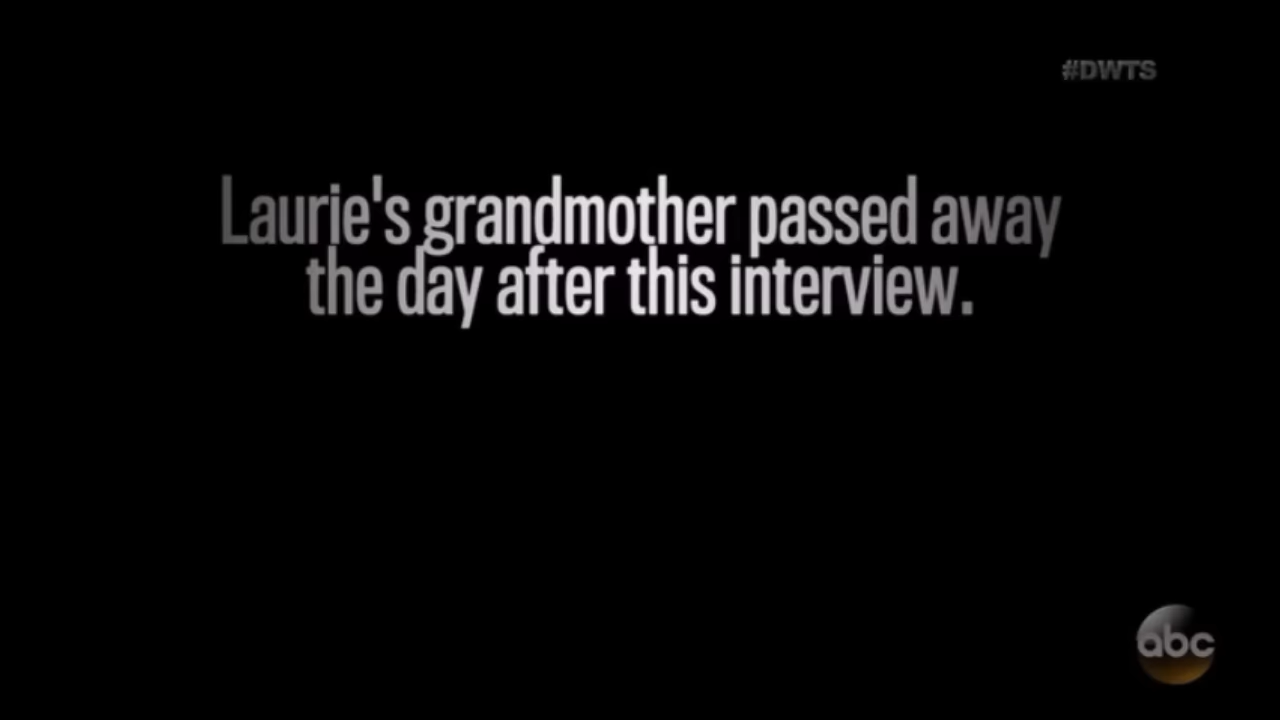 #DWTS
Laurie's grandmother passed away
the day after this interview.
abc